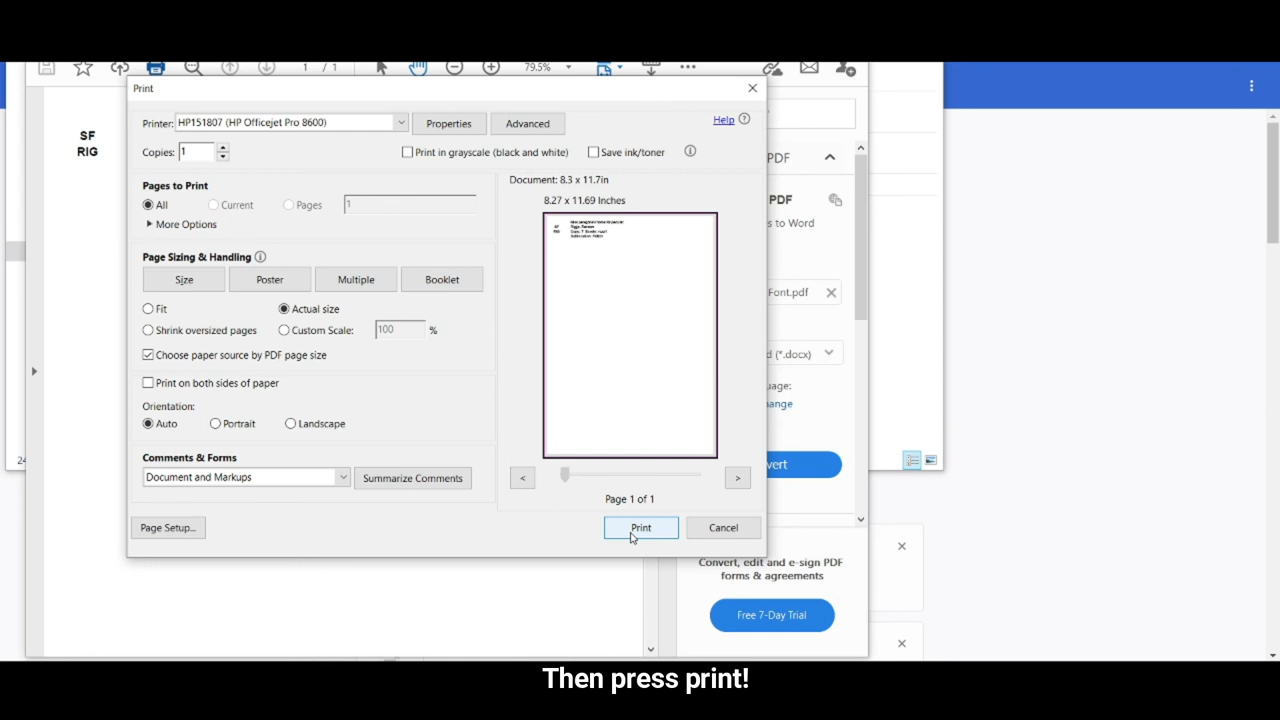 1 / 1
79.5%
SF
RIG
Print
Printer: HP151807 (HP Officejet Pro 8600)
Properties
Advanced
Help
Copies: 1
Print in grayscale (black and white)
Save ink/toner
Pages to Print
All
Current
Pages
1
More Options
Page Sizing & Handling
Size
Poster
Multiple
Booklet
Fit
Actual size
Shrink oversized pages
Custom Scale:
100
%
Choose paper source by PDF page size
Print on both sides of paper
Orientation:
Auto
Portrait
Landscape
Comments & Forms
Document and Markups
Summarize Comments
Page Setup...
Document: 8.3 x 11.7in
8.27 x 11.69 Inches
SF
RIG
<
>
Page 1 of 1
Print
Cancel
PDF
PDF
s to Word
Font.pdf
d (*.docx)
uage:
ange
vert
Convert, edit and e-sign PDF
forms & agreements
Free 7-Day Trial
24
Then press print!